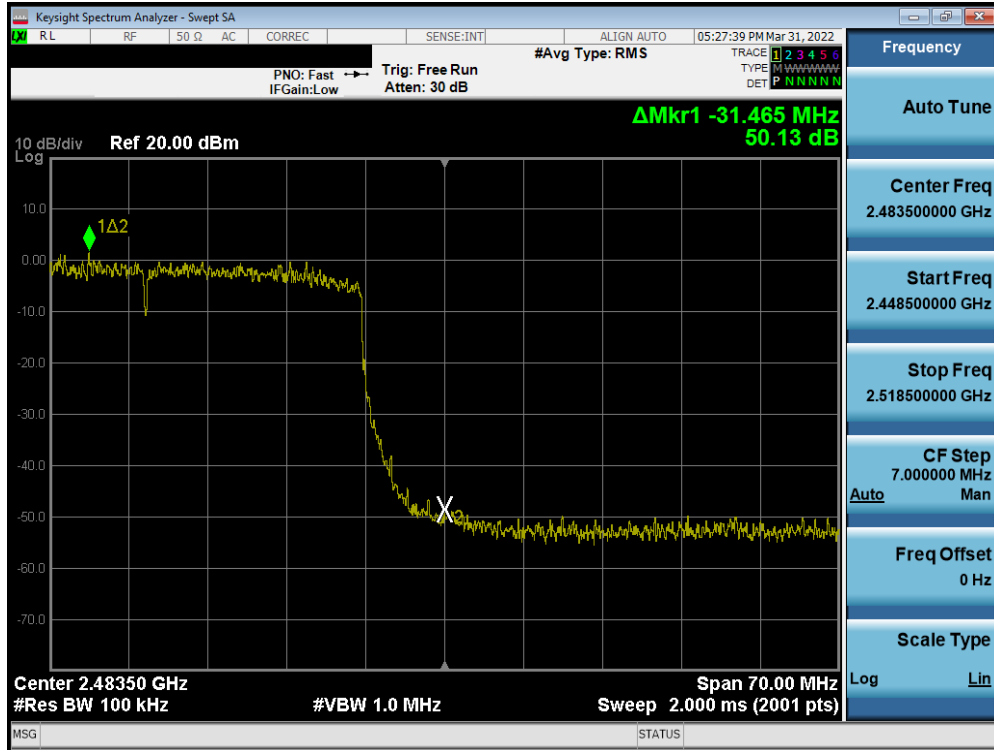 Keysight Spectrum Analyzer - Swept SA
LXI RL RF 50 Ω AC CORREC SENSE:INT ALIGN AUTO 05:27:39 PM Mar 31, 2022
#Avg Type: RMS
TRACE 1 2 3 4 5 6
TYPE M W W W W W
DET P N N N N N
PNO: Fast
IFGain:Low
Trig: Free Run
Atten: 30 dB
ΔMkr1 -31.465 MHz
50.13 dB
10 dB/div Ref 20.00 dBm
Log
10.0
0.00
-10.0
-20.0
-30.0
-40.0
-50.0
-60.0
-70.0
1Δ2
2
Center 2.48350 GHz Span 70.00 MHz
#Res BW 100 kHz #VBW 1.0 MHz Sweep 2.000 ms (2001 pts)
MSG STATUS
Frequency
Auto Tune
Center Freq
2.483500000 GHz
Start Freq
2.448500000 GHz
Stop Freq
2.518500000 GHz
CF Step
7.000000 MHz
Auto Man
Freq Offset
0 Hz
Scale Type
Log Lin